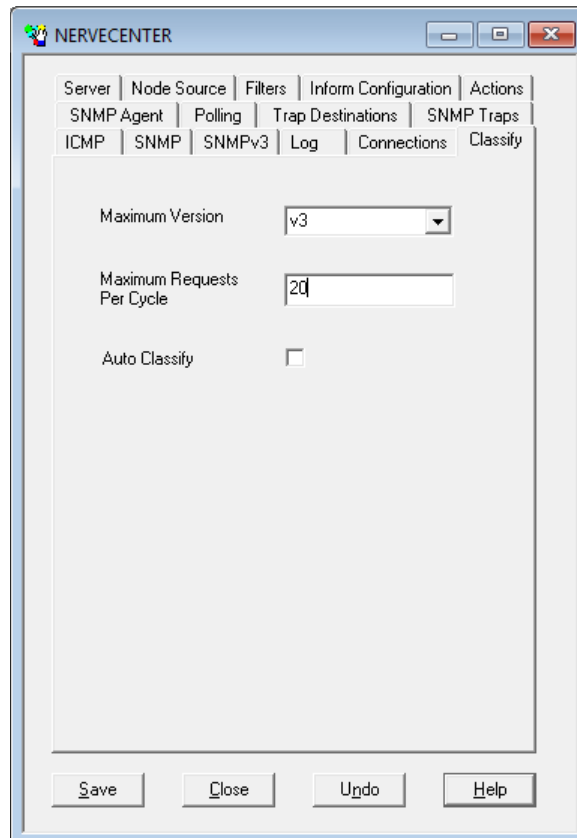 NERVECENTER
Server Node Source Filters Inform Configuration Actions
SNMP Agent Polling Trap Destinations SNMP Traps
ICMP SNMP SNMPv3 Log Connections Classify
Maximum Version v3
Maximum Requests
Per Cycle
20
Auto Classify
Save Close Undo Help